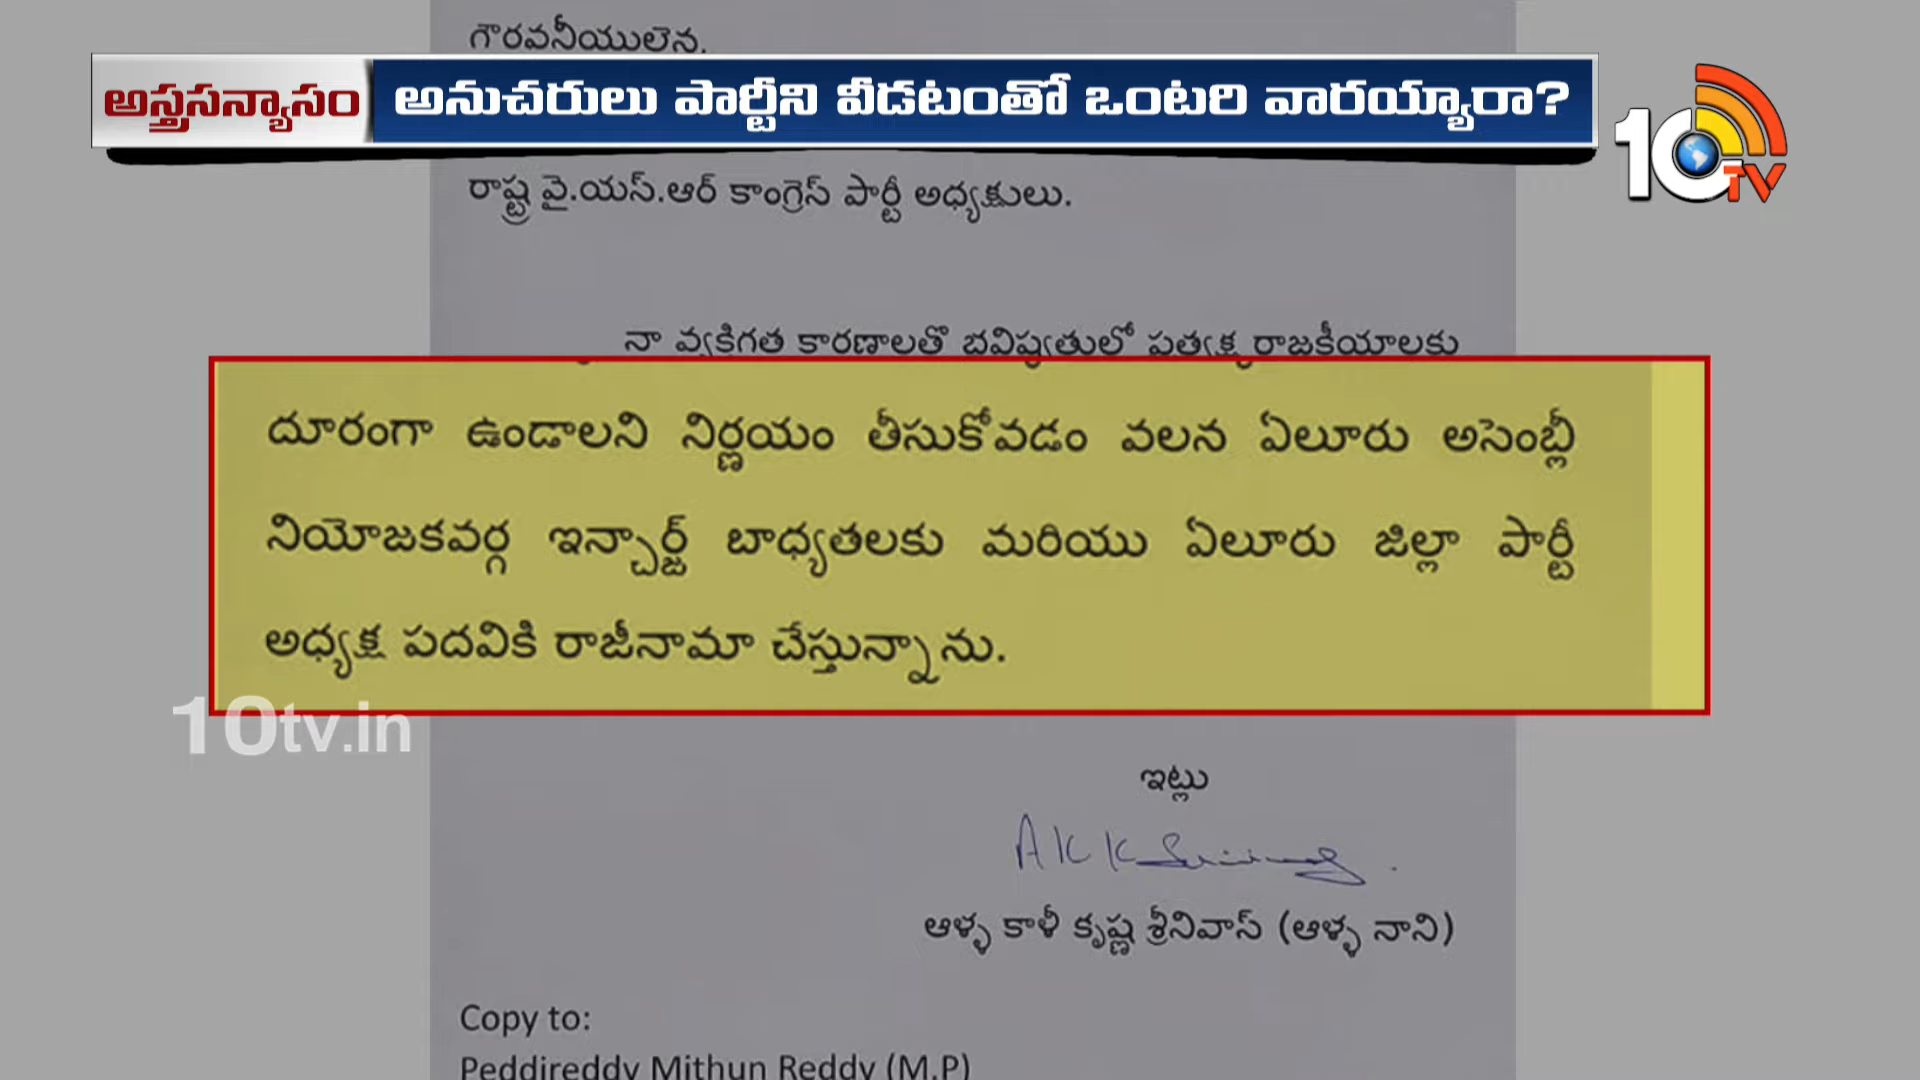 గౌరవనీయులైన.
అస్త్రసన్యాసం అనుచరులు పార్టీని వీడటంతో ఒంటరి వారయ్యారా?
10TV
రాష్ట్ర వై.యస్.ఆర్ కాంగ్రెస్ పార్టీ అధ్యక్షులు.
నా వ్యక్తిగత కారణాలతో భవిష్యత్తులో ప్రత్యక్ష రాజకీయాలకు
దూరంగా ఉండాలని నిర్ణయం తీసుకోవడం వలన ఏలూరు అసెంబ్లీ
నియోజకవర్గ ఇన్చార్జ్ బాధ్యతలకు మరియు ఏలూరు జిల్లా పార్టీ
అధ్యక్ష పదవికి రాజీనామా చేస్తున్నాను.
10tv.in
ఇట్లు
ఆళ్ళ కాళీ కృష్ణ శ్రీనివాస్ (ఆళ్ళ నాని)
Copy to:
Peddireddy Mithun Reddy (M.P)